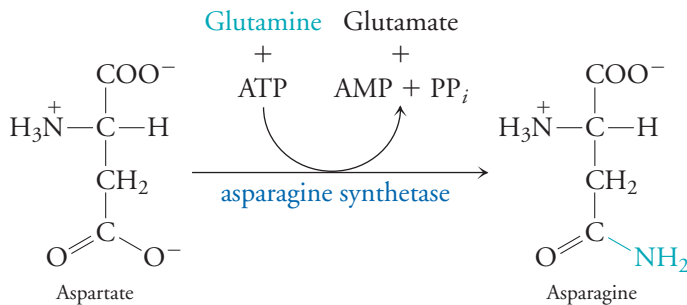 Glutamine Glutamate
+ +
ATP AMP + PPi
COO− COO−
H3N+—C—H H3N+—C—H
CH2 CH2
asparagine synthetase
C C
O O− O NH2
Aspartate Asparagine